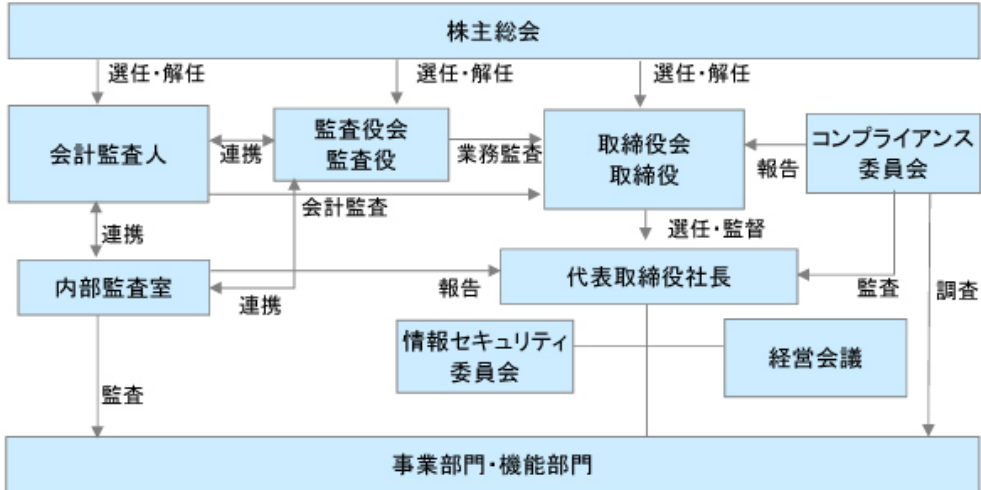 株主総会
選任・解任
選任・解任
選任・解任
会計監査人
連携
監査役会
監査役
業務監査
取締役会
取締役
報告
コンプライアンス
委員会
会計監査
連携
選任・監督
内部監査室
連携
報告
代表取締役社長
監査
調査
情報セキュリティ
委員会
経営会議
監査
事業部門・機能部門